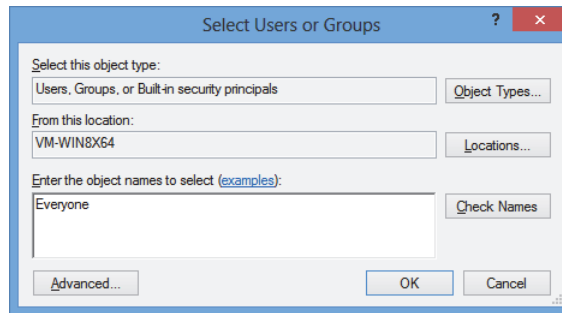 Select Users or Groups
?
×
Select this object type:
Users, Groups, or Built-in security principals
Object Types...
From this location:
VM-WIN8X64
Locations...
Enter the object names to select (examples):
Everyone
Check Names
Advanced...
OK
Cancel